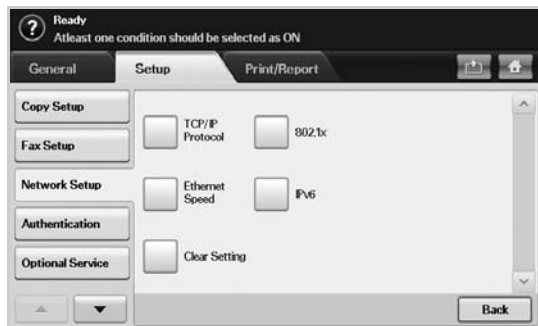 Ready
Atleast one condition should be selected as ON
General
Setup
Print/Report
Copy Setup
Fax Setup
Network Setup
Authentication
Optional Service
TCP/IP
Protocol
802.1x
Ethernet
Speed
IPv6
Clear Setting
Back